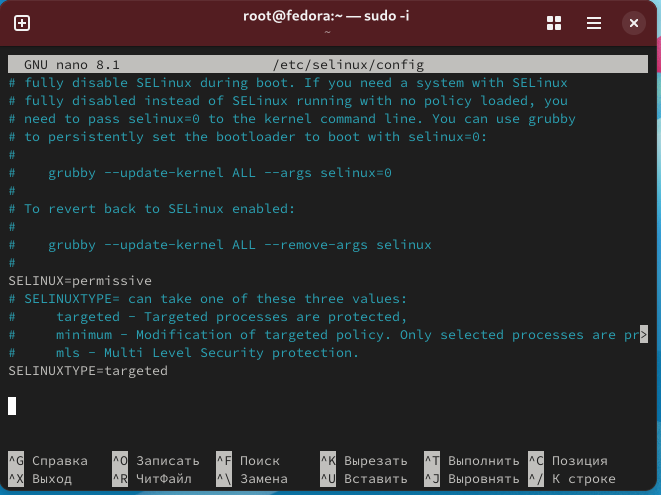 root@fedora:~ — sudo -i
~
GNU nano 8.1 /etc/selinux/config
# fully disable SELinux during boot. If you need a system with SELinux
# fully disabled instead of SELinux running with no policy loaded, you
# need to pass selinux=0 to the kernel command line. You can use grubby
# to persistently set the bootloader to boot with selinux=0:
#
#    grubby --update-kernel ALL --args selinux=0
#
# To revert back to SELinux enabled:
#
#    grubby --update-kernel ALL --remove-args selinux
#
SELINUX=permissive
# SELINUXTYPE= can take one of these three values:
#     targeted - Targeted processes are protected,
#     minimum - Modification of targeted policy. Only selected processes are pr>
#     mls - Multi Level Security protection.
SELINUXTYPE=targeted
^G Справка ^O Записать ^F Поиск ^K Вырезать ^T Выполнить ^C Позиция
^X Выход ^R ЧитФайл ^\ Замена ^U Вставить ^J Выровнять ^/ К строке